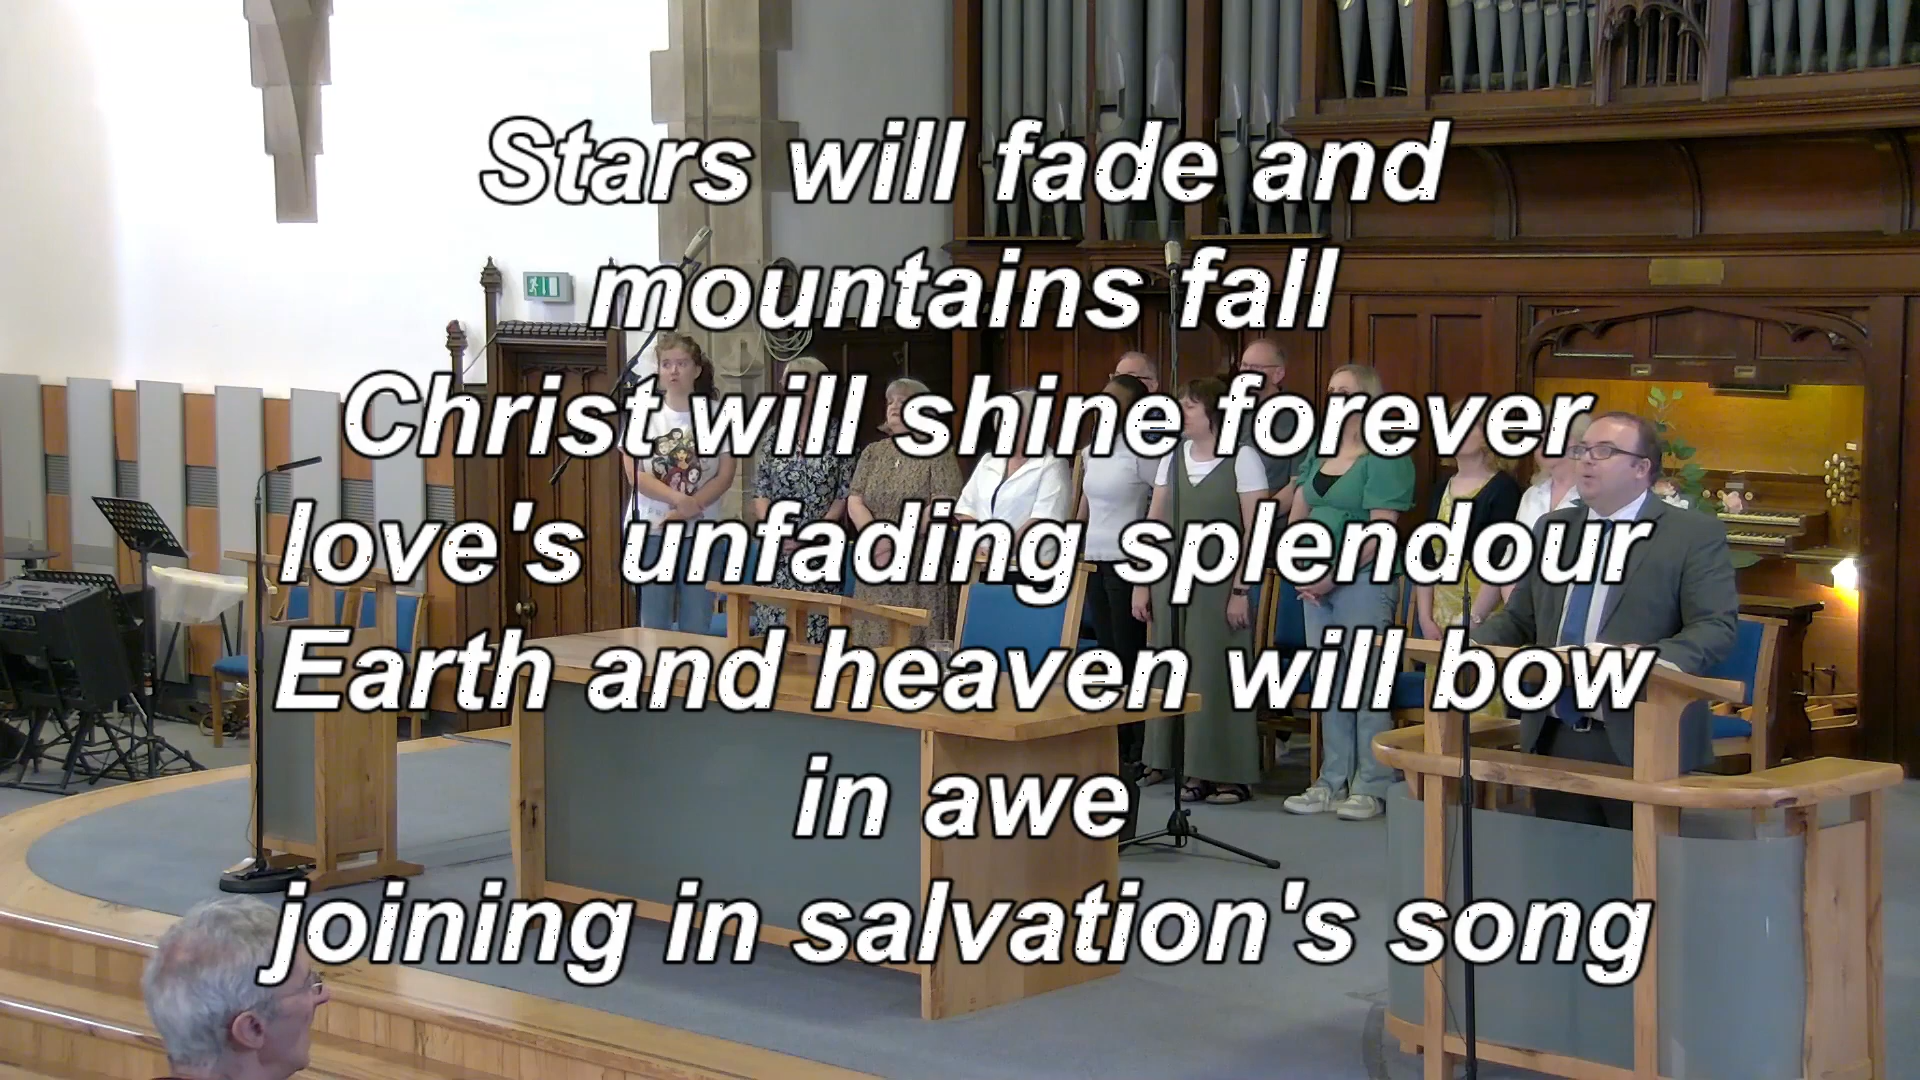 Stars will fade and
mountains fall
Christ will shine forever
love's unfading splendour
Earth and heaven will bow
in awe
joining in salvation's song